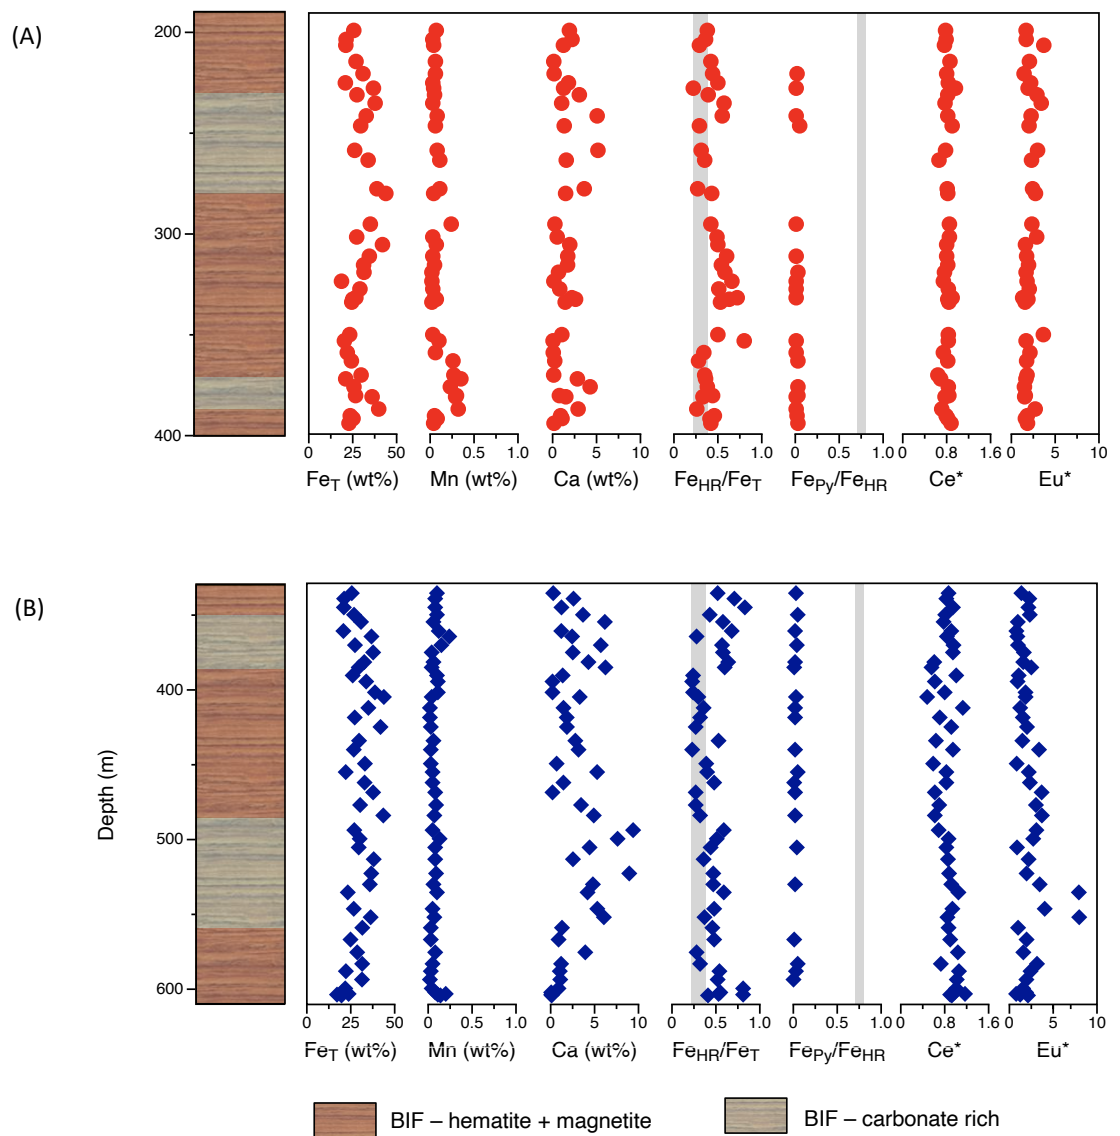 (A)
200
300
400
0 25 50
0 0.5 1.0
0 5 10
0 0.5 1.0
0 0.5 1.0
0 0.8 1.6
0 5 10
FeT (wt%) Mn (wt%) Ca (wt%) FeHR/FeT FePy/FeHR Ce* Eu*
(B)
Depth (m)
400
500
600
0 25 50
0 0.5 1.0
0 5 10
0 0.5 1.0
0 0.5 1.0
0 0.8 1.6
0 5 10
FeT (wt%) Mn (wt%) Ca (wt%) FeHR/FeT FePy/FeHR Ce* Eu*
BIF – hematite + magnetite
BIF – carbonate rich